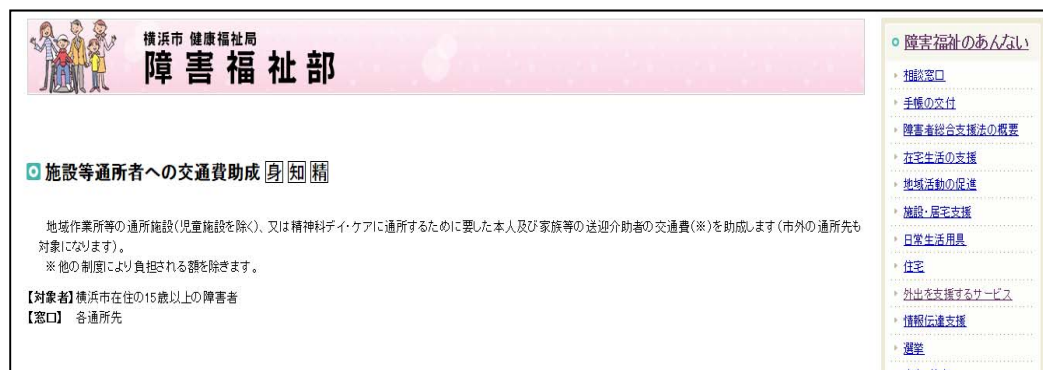 横浜市 健康福祉局
障害福祉部
施設等通所者への交通費助成 身 知 精
地域作業所等の通所施設(児童施設を除く)、又は精神科デイ・ケアに通所するために要した本人及び家族等の送迎介助者の交通費(※)を助成します(市外の通所先も
対象になります)。
※他の制度により負担される額を除きます。
【対象者】横浜市在住の15歳以上の障害者
【窓口】 各通所先
障害福祉のあんない
相談窓口
手帳の交付
障害者総合支援法の概要
在宅生活の支援
地域活動の促進
施設・居宅支援
日常生活用具
住宅
外出を支援するサービス
情報伝達支援
選挙